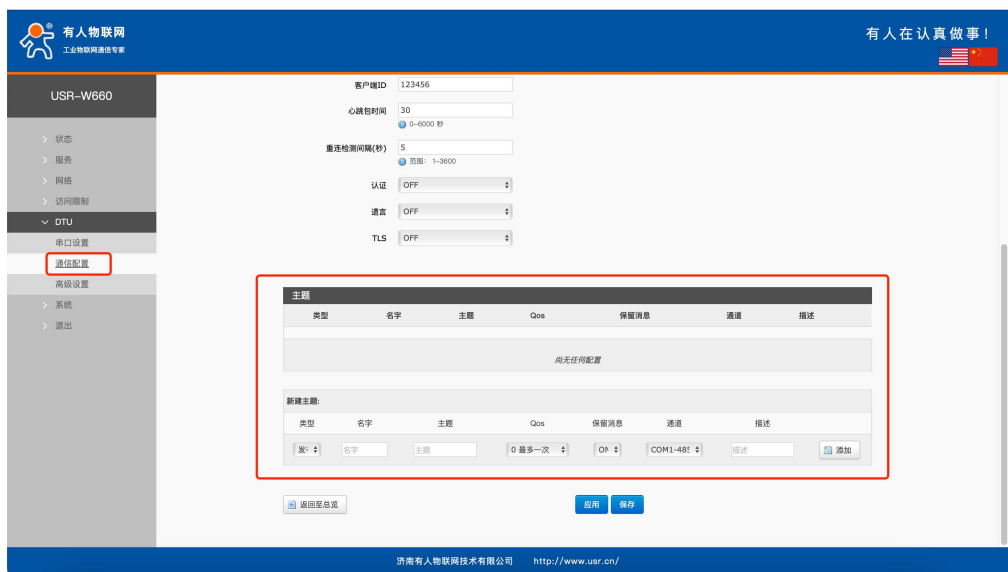 有人物联网
工业物联网通信专家
有人在认真做事!
USR-W660
状态
服务
网络
访问限制
DTU
串口设置
通信配置
高级设置
系统
退出
客户端ID 123456
心跳包时间 30
0-6000 秒
重连检测间隔(秒) 5
范围: 1-3600
认证 OFF
遗言 OFF
TLS OFF
主题
类型 名字 主题 Qos 保留消息 通道 描述
尚无任何配置
新建主题:
类型 名字 主题 Qos 保留消息 通道 描述
名字 主题 0 最多一次 COM1-485 描述 添加
返回至总览 应用 保存
济南有人物联网技术有限公司 http://www.usr.cn/